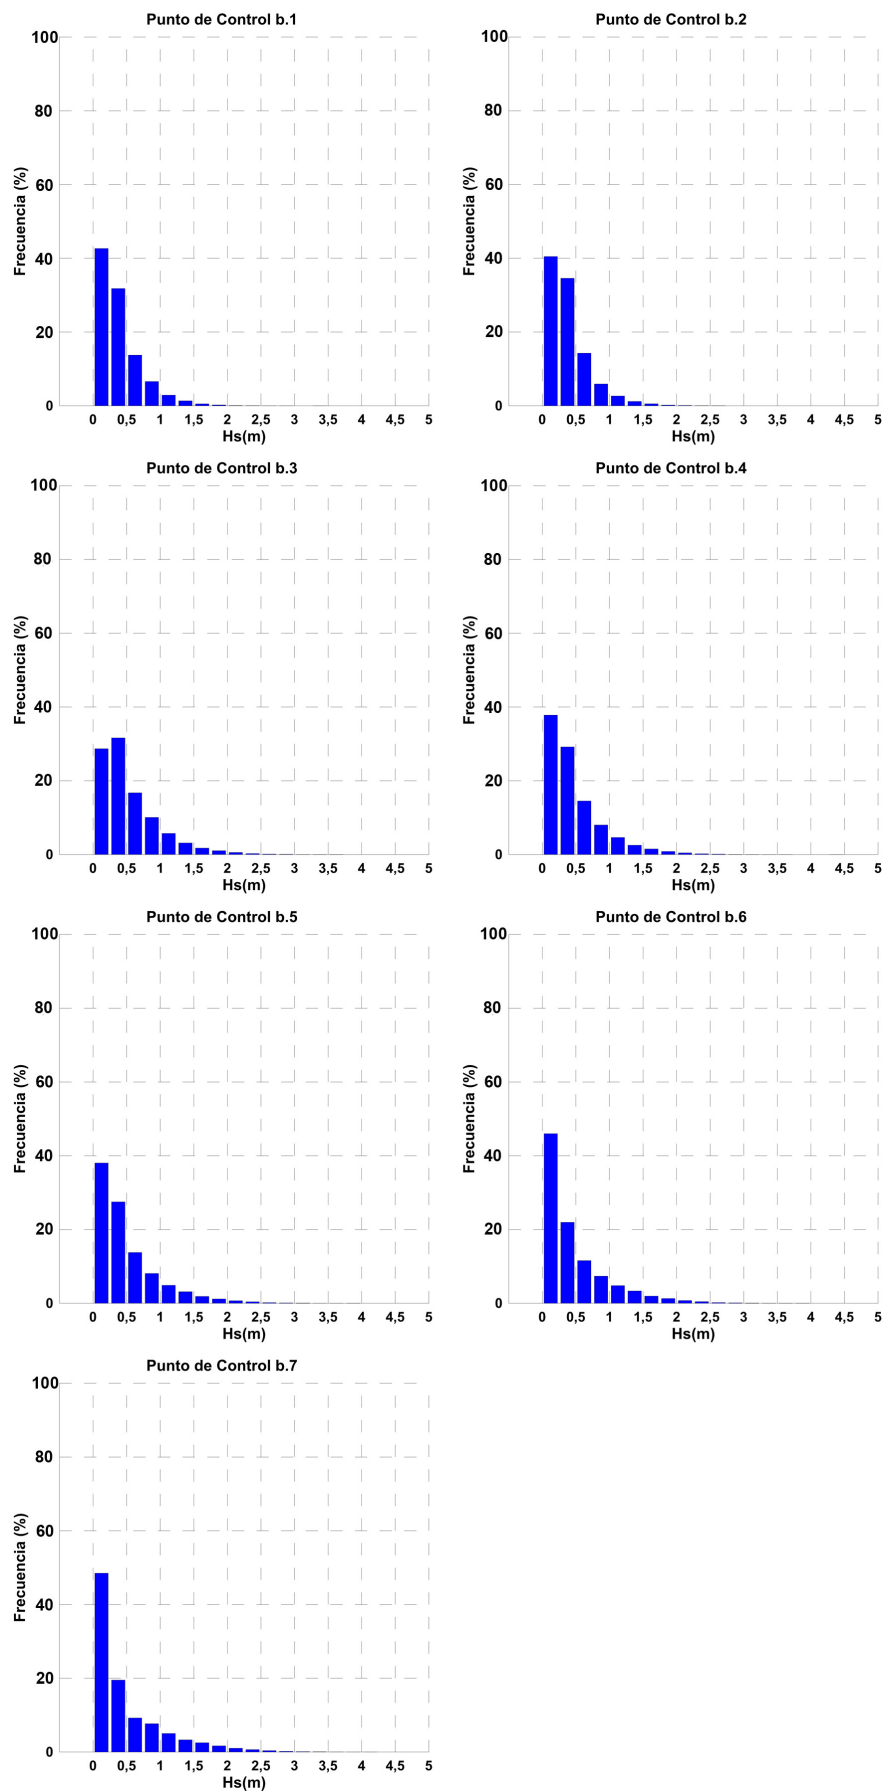 Punto de Control b.1
100
80
60
40
20
0
Frecuencia (%)
0 0,5 1 1,5 2 2,5 3 3,5 4 4,5 5
Hs(m)
Punto de Control b.2
100
80
60
40
20
0
Frecuencia (%)
0 0,5 1 1,5 2 2,5 3 3,5 4 4,5 5
Hs(m)
Punto de Control b.3
100
80
60
40
20
0
Frecuencia (%)
0 0,5 1 1,5 2 2,5 3 3,5 4 4,5 5
Hs(m)
Punto de Control b.4
100
80
60
40
20
0
Frecuencia (%)
0 0,5 1 1,5 2 2,5 3 3,5 4 4,5 5
Hs(m)
Punto de Control b.5
100
80
60
40
20
0
Frecuencia (%)
0 0,5 1 1,5 2 2,5 3 3,5 4 4,5 5
Hs(m)
Punto de Control b.6
100
80
60
40
20
0
Frecuencia (%)
0 0,5 1 1,5 2 2,5 3 3,5 4 4,5 5
Hs(m)
Punto de Control b.7
100
80
60
40
20
0
Frecuencia (%)
0 0,5 1 1,5 2 2,5 3 3,5 4 4,5 5
Hs(m)